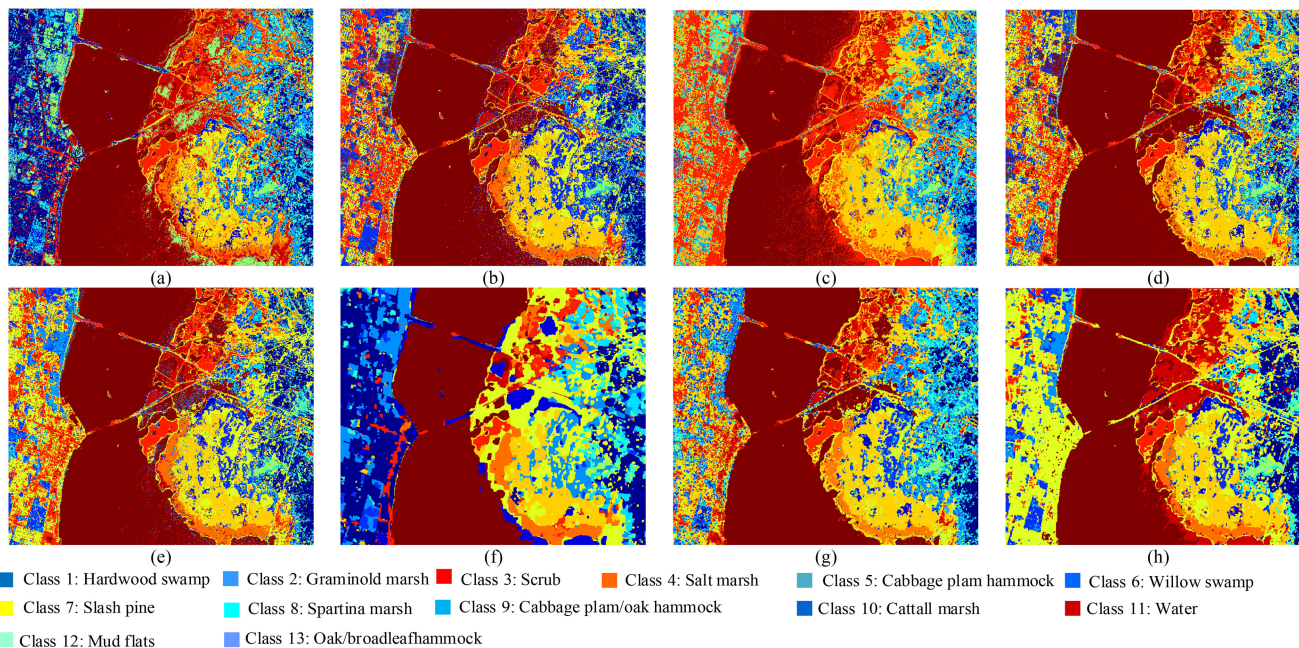 (a) (b) (c) (d)
(e) (f) (g) (h)
Class 1: Hardwood swamp Class 2: Graminold marsh Class 3: Scrub Class 4: Salt marsh Class 5: Cabbage plam hammock Class 6: Willow swamp
Class 7: Slash pine Class 8: Spartina marsh Class 9: Cabbage plam/oak hammock Class 10: Cattall marsh Class 11: Water
Class 12: Mud flats Class 13: Oak/broadleafhammock